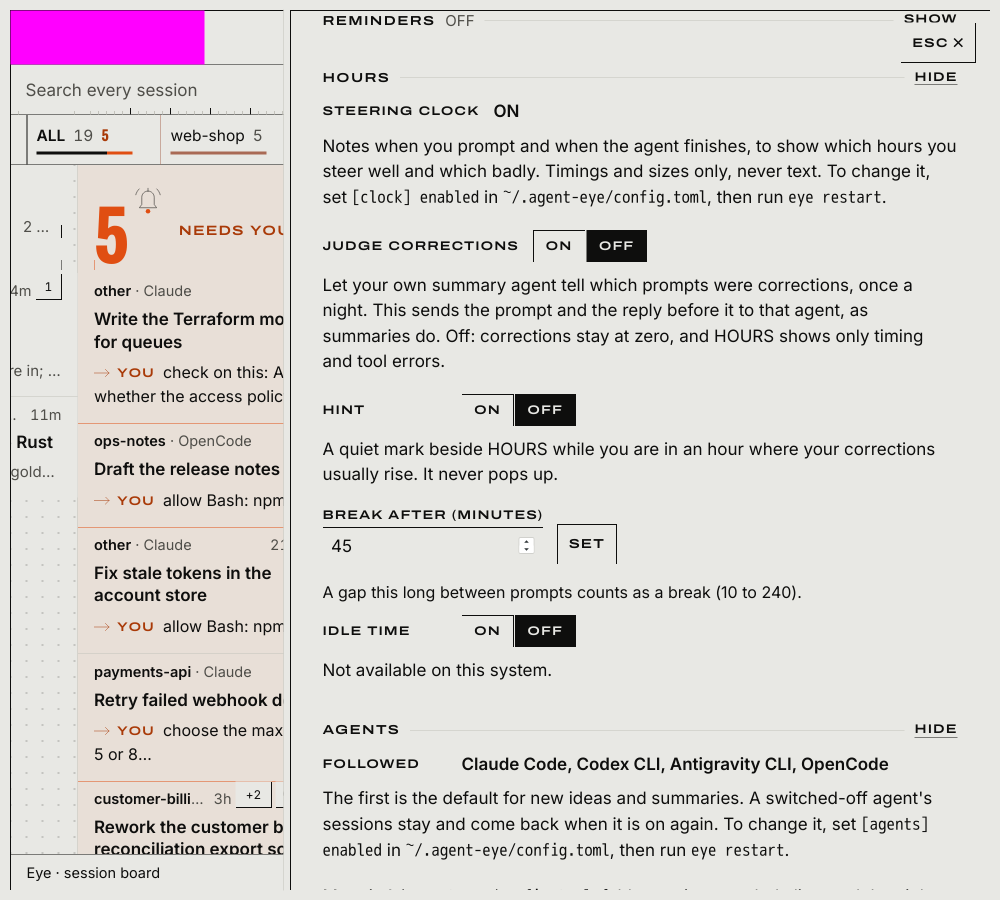 Search every session
ALL 19 5
web-shop 5
2 ...
4m 1
re in; ...
. 11m
Rust
gold...
5
NEEDS YOU
other · Claude
Write the Terraform mo
for queues
→ YOU check on this: A
whether the access polic
ops-notes · OpenCode
Draft the release notes
→ YOU allow Bash: npm
other · Claude 21
Fix stale tokens in the
account store
→ YOU allow Bash: npm
payments-api · Claude
Retry failed webhook d
→ YOU choose the max
5 or 8...
customer-billi... 3h +2
Rework the customer b
reconciliation export sc
Eye · session board
REMINDERS OFF
SHOW
ESC ×
HOURS
HIDE
STEERING CLOCK ON
Notes when you prompt and when the agent finishes, to show which hours you
steer well and which badly. Timings and sizes only, never text. To change it,
set [clock] enabled in ~/.agent-eye/config.toml, then run eye restart.
JUDGE CORRECTIONS ON OFF
Let your own summary agent tell which prompts were corrections, once a
night. This sends the prompt and the reply before it to that agent, as
summaries do. Off: corrections stay at zero, and HOURS shows only timing
and tool errors.
HINT ON OFF
A quiet mark beside HOURS while you are in an hour where your corrections
usually rise. It never pops up.
BREAK AFTER (MINUTES)
45 SET
A gap this long between prompts counts as a break (10 to 240).
IDLE TIME ON OFF
Not available on this system.
AGENTS
HIDE
FOLLOWED Claude Code, Codex CLI, Antigravity CLI, OpenCode
The first is the default for new ideas and summaries. A switched-off agent's
sessions stay and come back when it is on again. To change it, set [agents]
enabled in ~/.agent-eye/config.toml, then run eye restart.